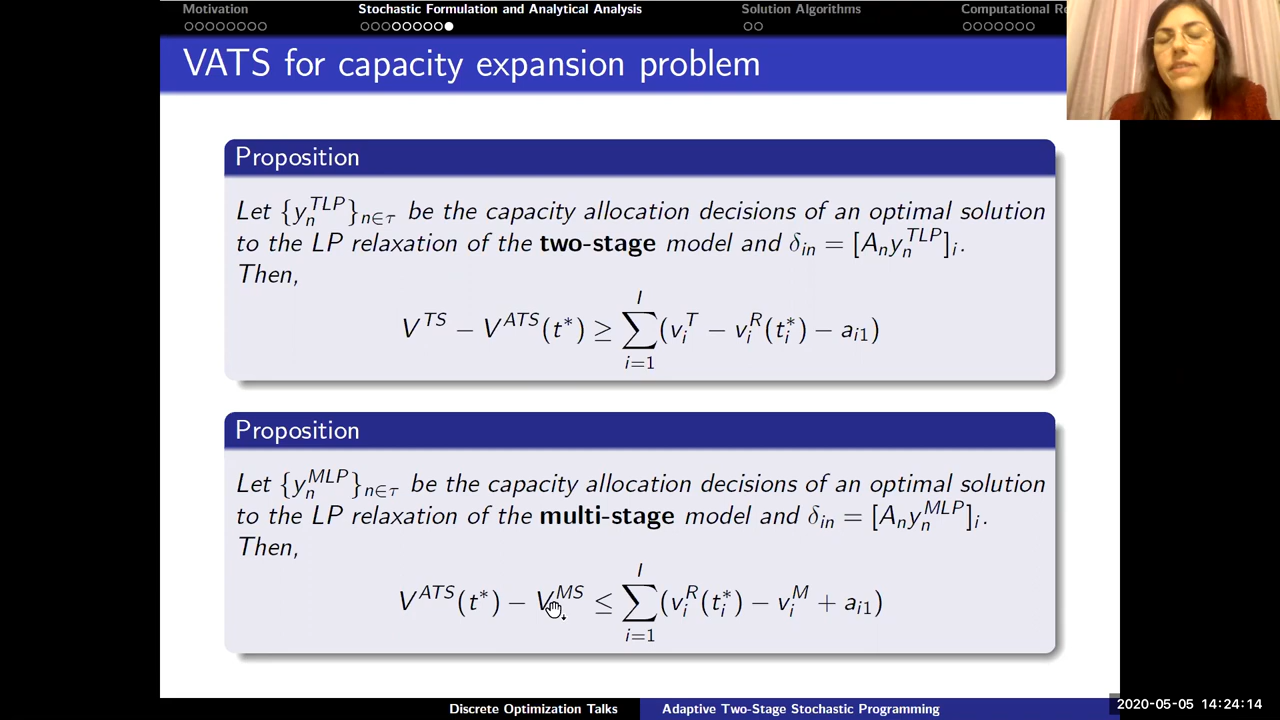 Motivation
Stochastic Formulation and Analytical Analysis
Solution Algorithms
Computational R
VATS for capacity expansion problem
Proposition
Let {y_n^{TLP}}_{n∈τ} be the capacity allocation decisions of an optimal solution
to the LP relaxation of the two-stage model and δ_{in} = [A_n y_n^{TLP}]_i.
Then,
V^{TS} − V^{ATS}(t*) ≥ ∑_{i=1}^{I} (v_i^T − v_i^R(t_i^*) − a_{i1})
Proposition
Let {y_n^{MLP}}_{n∈τ} be the capacity allocation decisions of an optimal solution
to the LP relaxation of the multi-stage model and δ_{in} = [A_n y_n^{MLP}]_i.
Then,
V^{ATS}(t*) − V^{MS} ≤ ∑_{i=1}^{I} (v_i^R(t_i^*) − v_i^M + a_{i1})
Discrete Optimization Talks
Adaptive Two-Stage Stochastic Programming
2020-05-05 14:24:14